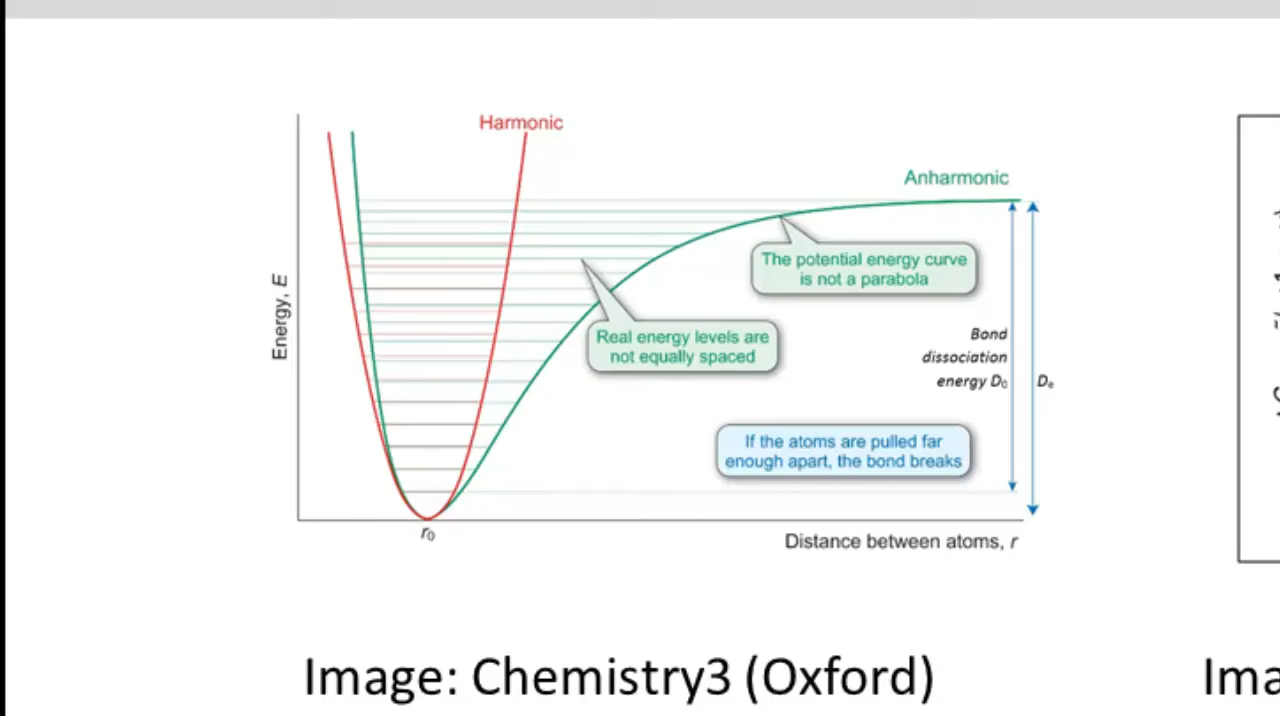 Harmonic
Anharmonic
The potential energy curve
is not a parabola
Energy, E
Real energy levels are
not equally spaced
Bond
dissociation
energy D₀
Dₑ
If the atoms are pulled far
enough apart, the bond breaks
r₀
Distance between atoms, r
Image: Chemistry3 (Oxford)